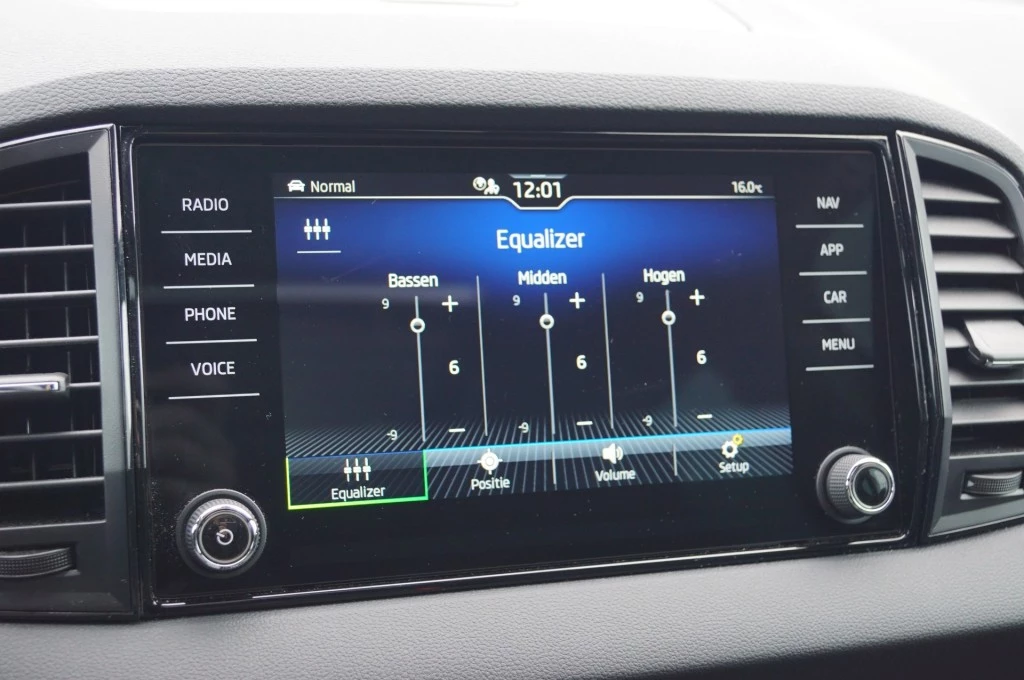 Normal 12:01 16.0°C
RADIO
MEDIA
PHONE
VOICE
Equalizer
Bassen Midden Hogen
9 + 9 + 9 +
6 6 6
-9 − -9 − -9 −
Equalizer Positie Volume Setup
NAV
APP
CAR
MENU